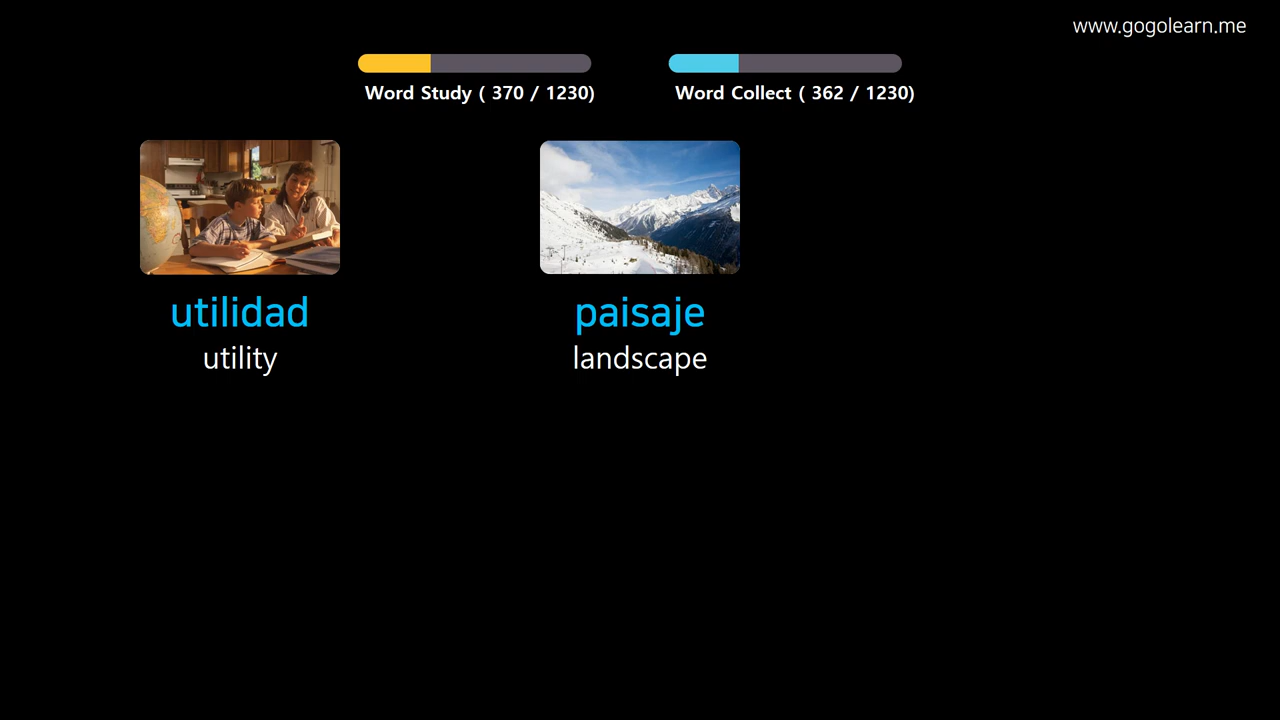 www.gogolearn.me
Word Study ( 370 / 1230)
Word Collect ( 362 / 1230)
utilidad
utility
paisaje
landscape